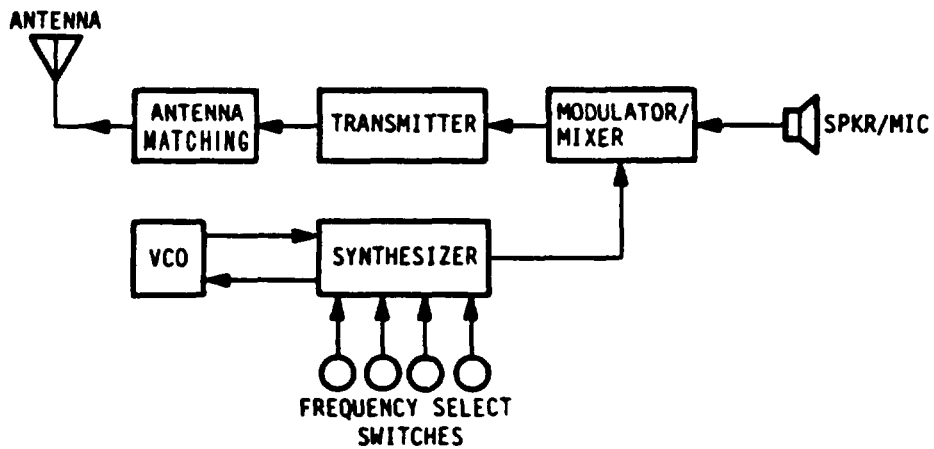 ANTENNA
ANTENNA
MATCHING
TRANSMITTER
MODULATOR/
MIXER
SPKR/MIC
VCO
SYNTHESIZER
FREQUENCY SELECT
SWITCHES